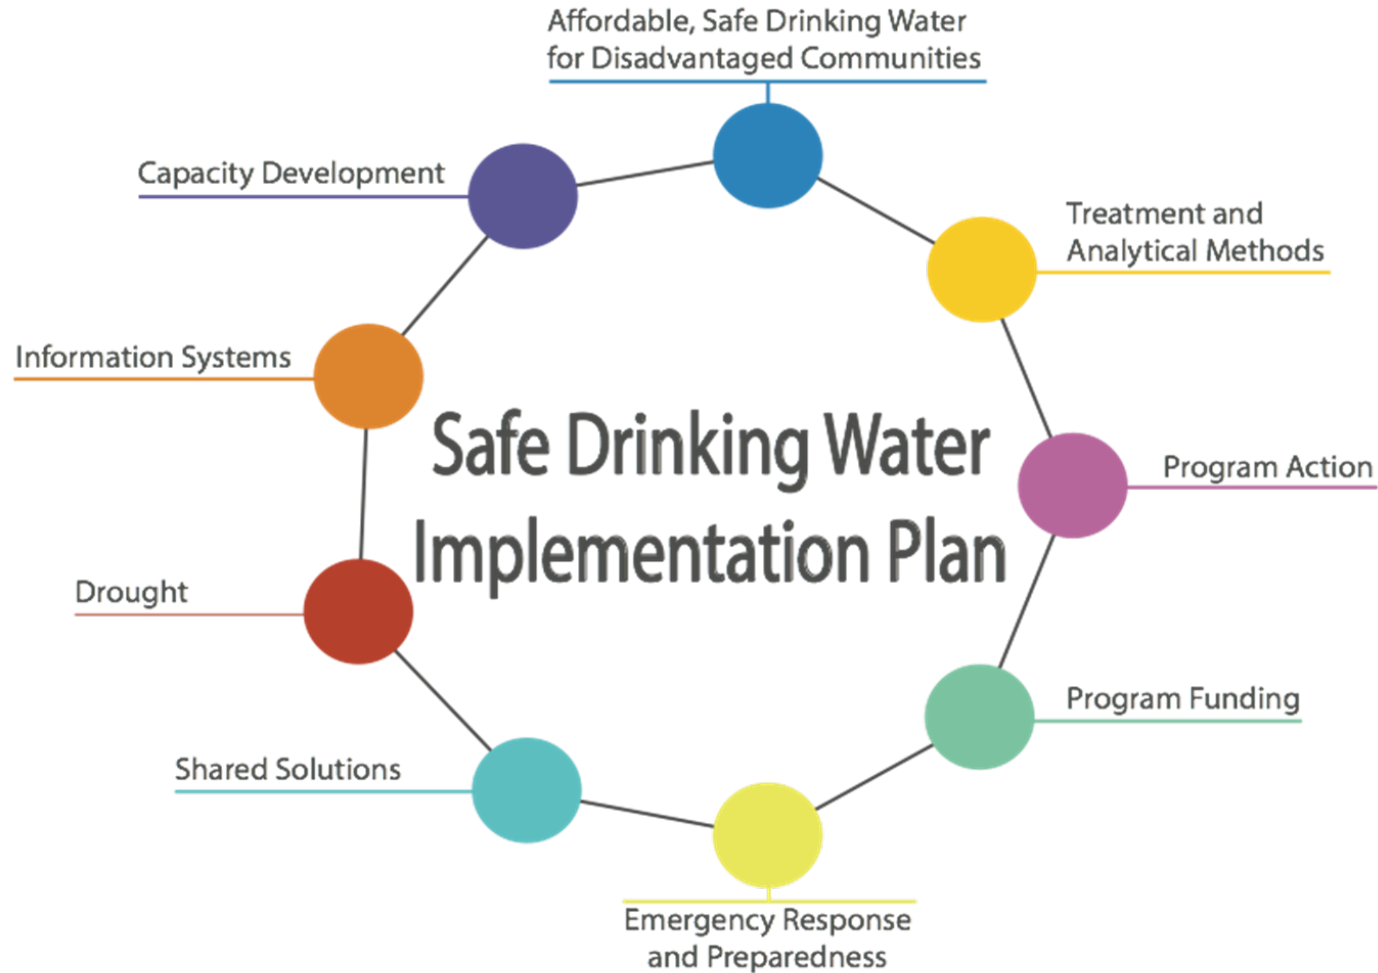 Affordable, Safe Drinking Water
for Disadvantaged Communities
Capacity Development
Treatment and
Analytical Methods
Information Systems
Safe Drinking Water
Implementation Plan
Program Action
Drought
Program Funding
Shared Solutions
Emergency Response
and Preparedness